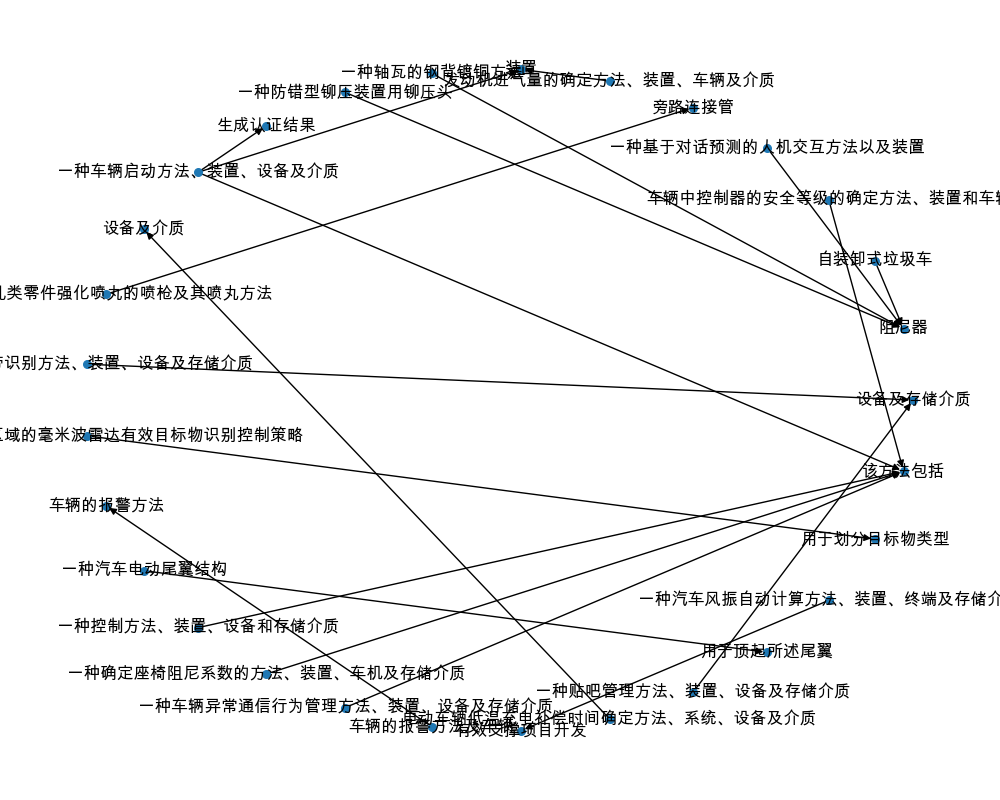 装置
一种轴瓦的钢背镀铜方法
发动机进气量的确定方法、装置、车辆及介质
一种防错型铆压装置用铆压头
旁路连接管
生成认证结果
一种基于对话预测的人机交互方法以及装置
一种车辆启动方法、装置、设备及介质
车辆中控制器的安全等级的确定方法、装置和车辆
设备及介质
自装卸式垃圾车
孔类零件强化喷丸的喷枪及其喷丸方法
阻尼器
识别方法、装置、设备及存储介质
设备及存储介质
区域的毫米波雷达有效目标物识别控制策略
该方法包括
车辆的报警方法
用于划分目标物类型
一种汽车电动尾翼结构
一种汽车风振自动计算方法、装置、终端及存储介
一种控制方法、装置、设备和存储介质
用于顶起所述尾翼
一种确定座椅阻尼系数的方法、装置、车机及存储介质
一种贴吧管理方法、装置、设备及存储介质
一种车辆异常通信行为管理方法、装置、设备及存储介质
电动车辆低温充电补偿时间确定方法、系统、设备及介质
车辆的报警方法及车辆
有效支撑项目开发